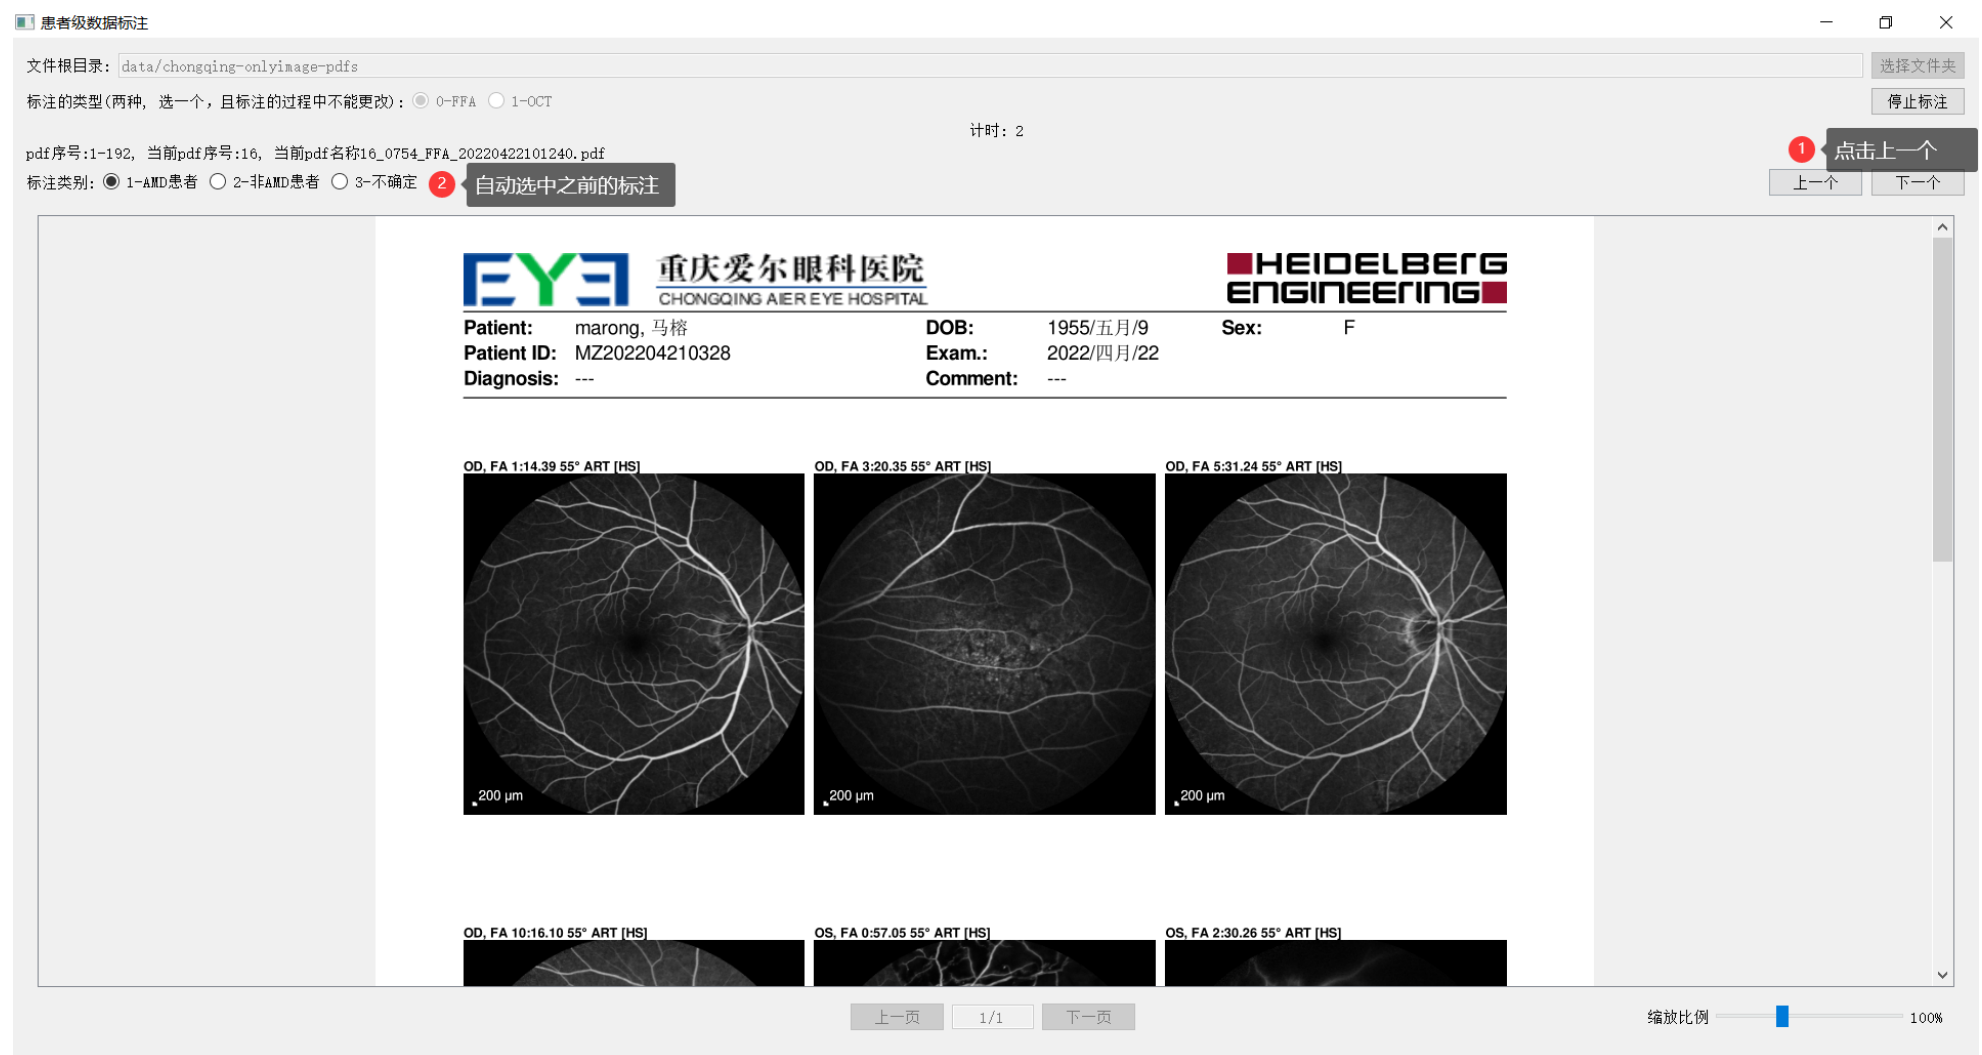 患者级数据标注
文件根目录: data/chongqing-onlyimage-pdfs 选择文件夹
标注的类型(两种, 选一个，且标注的过程中不能更改): 0-FFA 1-OCT 停止标注
计时: 2
pdf序号:1-192, 当前pdf序号:16, 当前pdf名称16_0754_FFA_20220422101240.pdf
1 点击上一个
标注类别: 1-AMD患者 2-非AMD患者 3-不确定 2 自动选中之前的标注
上一个 下一个
EYE 重庆爱尔眼科医院
CHONGQING AIER EYE HOSPITAL
HEIDELBERG
ENGINEERING
Patient: marong, 马榕 DOB: 1955/五月/9 Sex: F
Patient ID: MZ202204210328 Exam.: 2022/四月/22
Diagnosis: --- Comment: ---
OD, FA 1:14.39 55° ART [HS] OD, FA 3:20.35 55° ART [HS] OD, FA 5:31.24 55° ART [HS]
200 µm 200 µm 200 µm
OD, FA 10:16.10 55° ART [HS] OS, FA 0:57.05 55° ART [HS] OS, FA 2:30.26 55° ART [HS]
上一页 1/1 下一页 缩放比例 100%